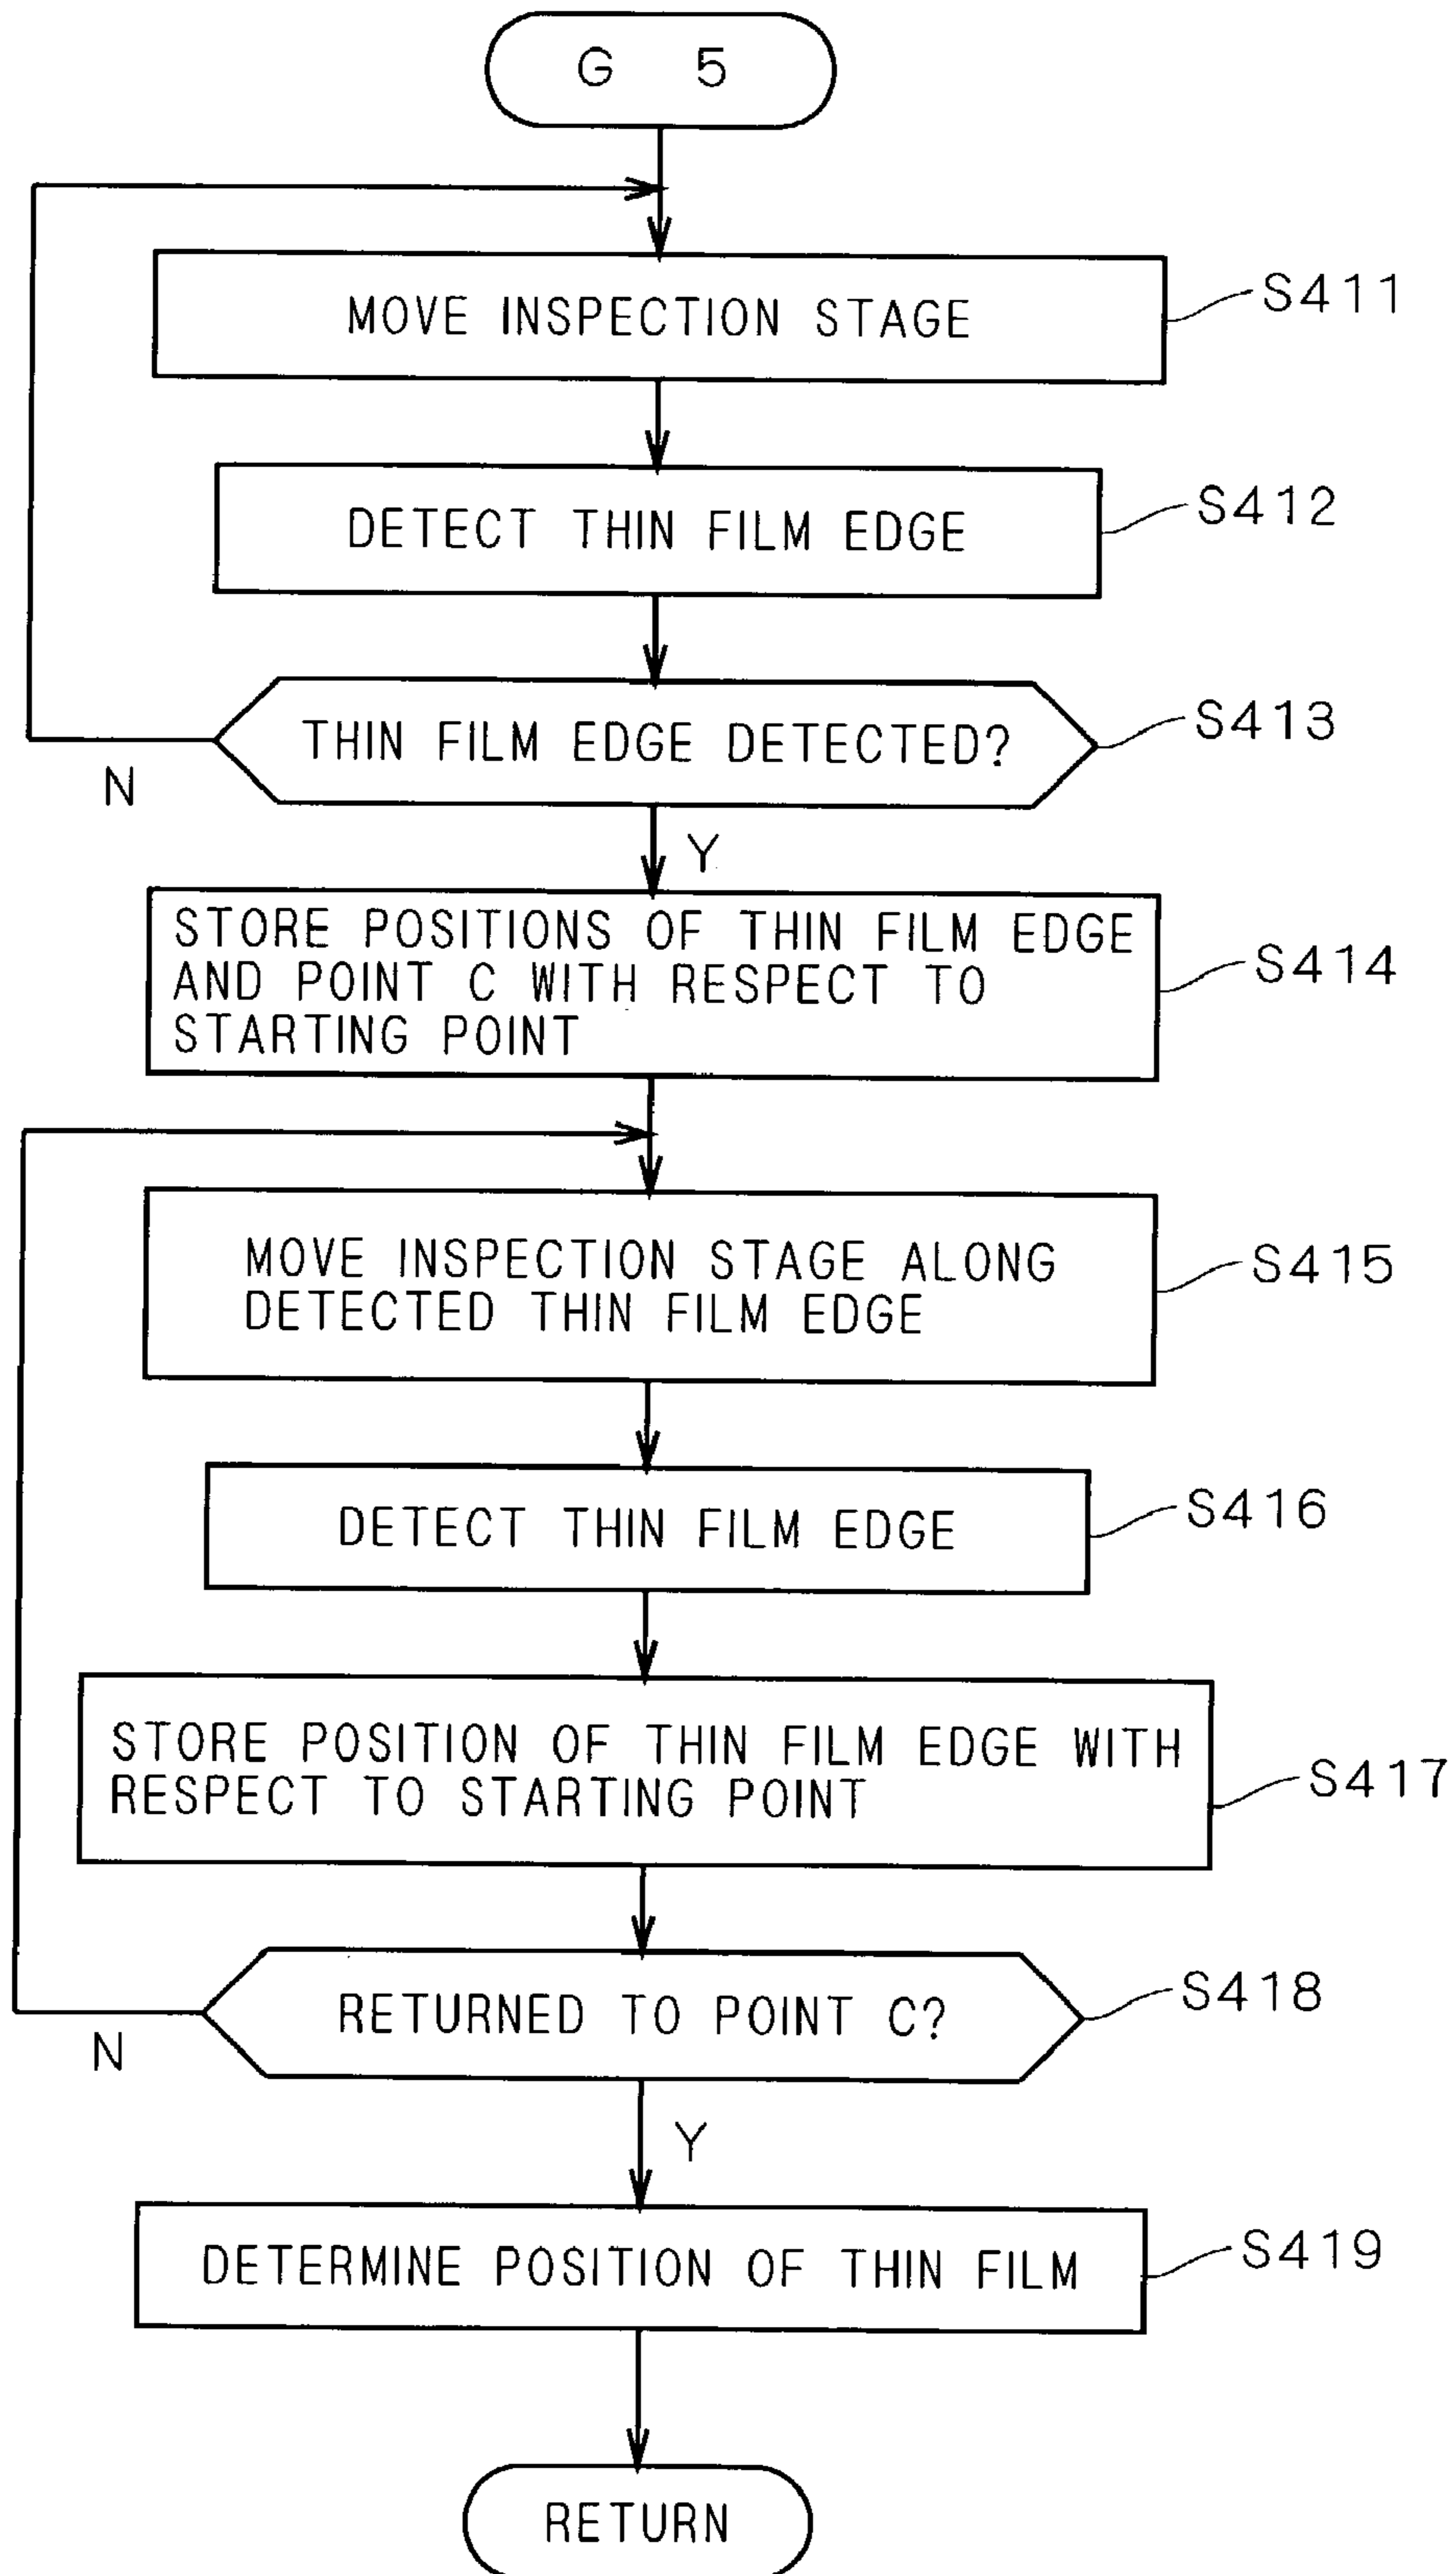 G 5
MOVE INSPECTION STAGE
S411
DETECT THIN FILM EDGE
S412
THIN FILM EDGE DETECTED?
S413
N
Y
STORE POSITIONS OF THIN FILM EDGE
AND POINT C WITH RESPECT TO
STARTING POINT
S414
MOVE INSPECTION STAGE ALONG
DETECTED THIN FILM EDGE
S415
DETECT THIN FILM EDGE
S416
STORE POSITION OF THIN FILM EDGE WITH
RESPECT TO STARTING POINT
S417
RETURNED TO POINT C?
S418
N
Y
DETERMINE POSITION OF THIN FILM
S419
RETURN